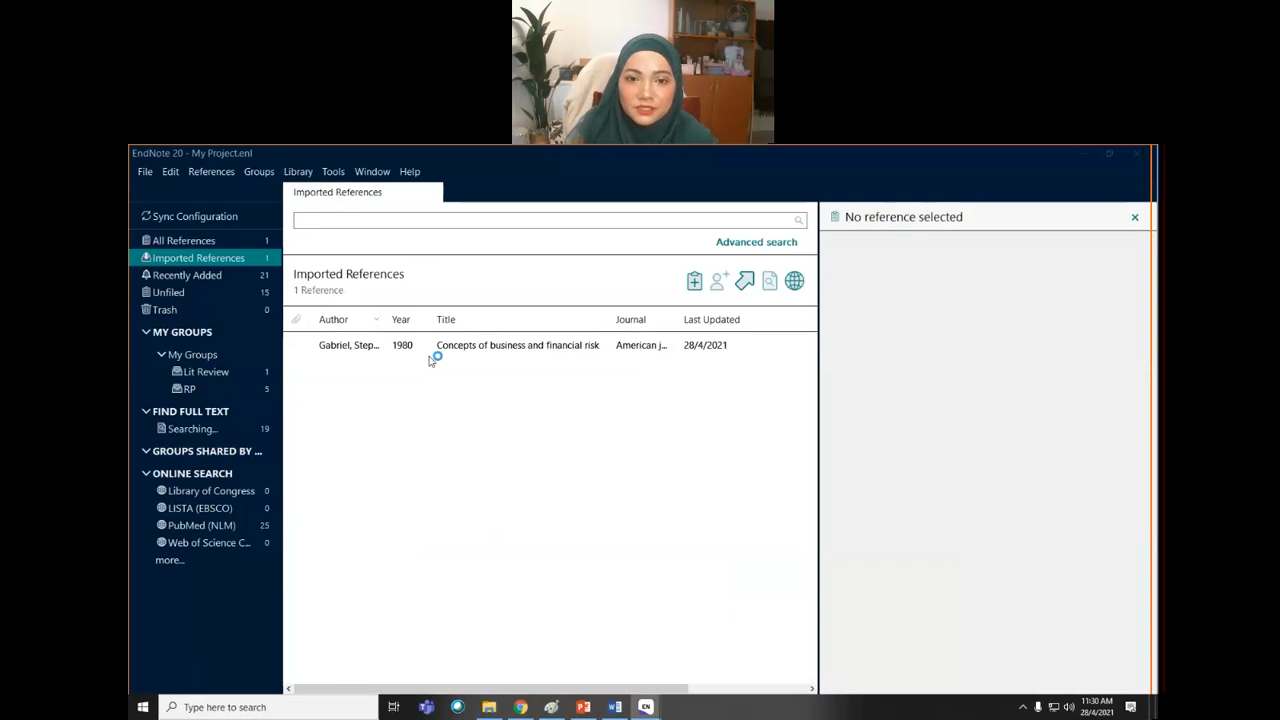 EndNote 20 - My Project.enl
File Edit References Groups Library Tools Window Help
Imported References
Sync Configuration
All References 1
Imported References 1
Recently Added 21
Unfiled 15
Trash 0
MY GROUPS
My Groups
Lit Review 1
RP 5
FIND FULL TEXT
Searching... 19
GROUPS SHARED BY ...
ONLINE SEARCH
Library of Congress 0
LISTA (EBSCO) 0
PubMed (NLM) 25
Web of Science C... 0
more...
Advanced search
Imported References
1 Reference
Author Year Title Journal Last Updated
Gabriel, Step... 1980 Concepts of business and financial risk American j... 28/4/2021
No reference selected
Type here to search
EN
11:30 AM
28/4/2021